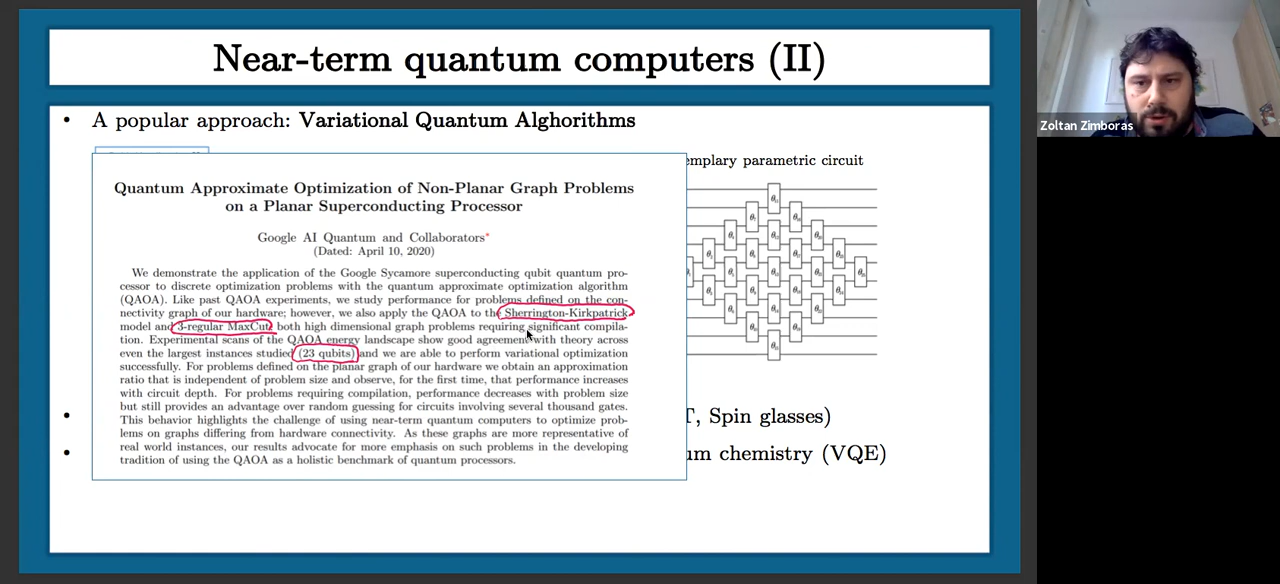 Near-term quantum computers (II)
Zoltan Zimboras
• A popular approach: Variational Quantum Alghorithms
emplary parametric circuit
Quantum Approximate Optimization of Non-Planar Graph Problems
on a Planar Superconducting Processor
Google AI Quantum and Collaborators*
(Dated: April 10, 2020)
We demonstrate the application of the Google Sycamore superconducting qubit quantum pro-
cessor to discrete optimization problems with the quantum approximate optimization algorithm
(QAOA). Like past QAOA experiments, we study performance for problems defined on the con-
nectivity graph of our hardware; however, we also apply the QAOA to the Sherrington-Kirkpatrick
model and 3-regular MaxCut, both high dimensional graph problems requiring significant compila-
tion. Experimental scans of the QAOA energy landscape show good agreement with theory across
even the largest instances studied (23 qubits) and we are able to perform variational optimization
successfully. For problems defined on the planar graph of our hardware we obtain an approximation
ratio that is independent of problem size and observe, for the first time, that performance increases
with circuit depth. For problems requiring compilation, performance decreases with problem size
but still provides an advantage over random guessing for circuits involving several thousand gates.
This behavior highlights the challenge of using near-term quantum computers to optimize prob-
lems on graphs differing from hardware connectivity. As these graphs are more representative of
real world instances, our results advocate for more emphasis on such problems in the developing
tradition of using the QAOA as a holistic benchmark of quantum processors.
• T, Spin glasses)
• um chemistry (VQE)